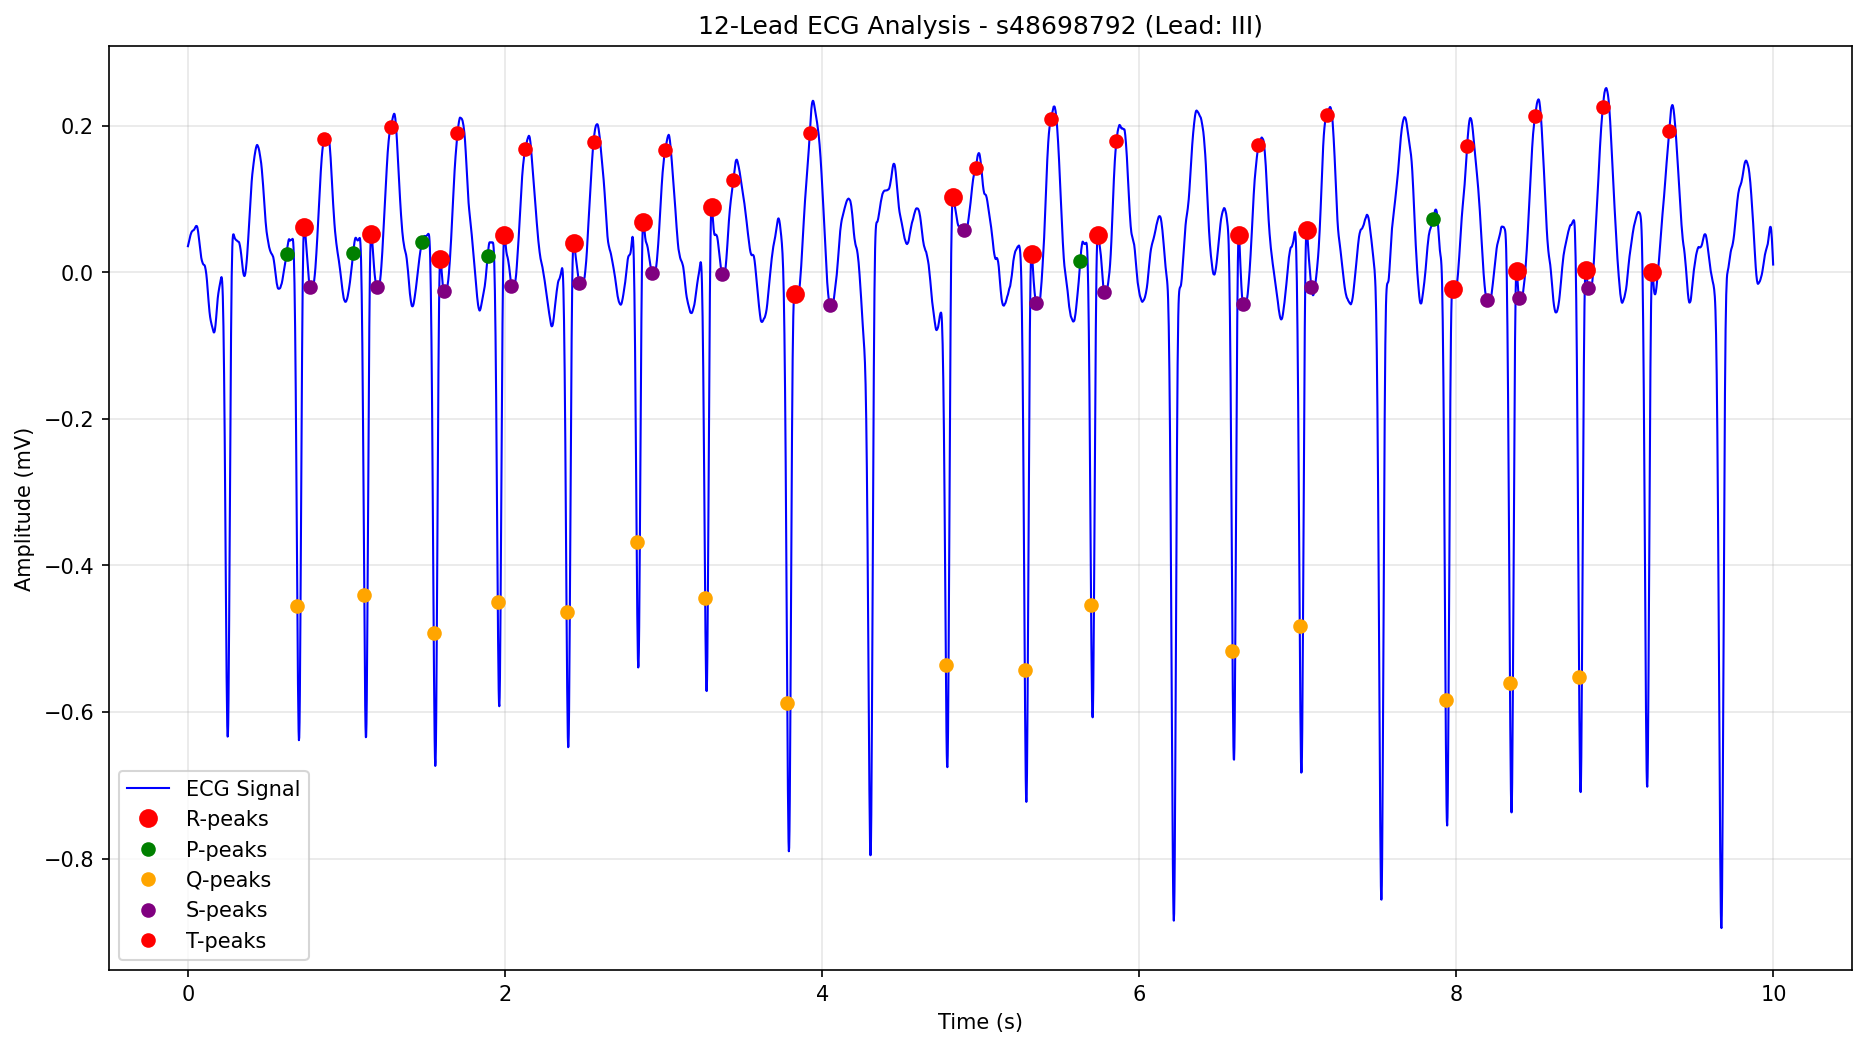 12-Lead ECG Analysis - s48698792 (Lead: III)
Amplitude (mV)
0.2
0.0
−0.2
−0.4
−0.6
−0.8
ECG Signal
R-peaks
P-peaks
Q-peaks
S-peaks
T-peaks
0 2 4 6 8 10
Time (s)